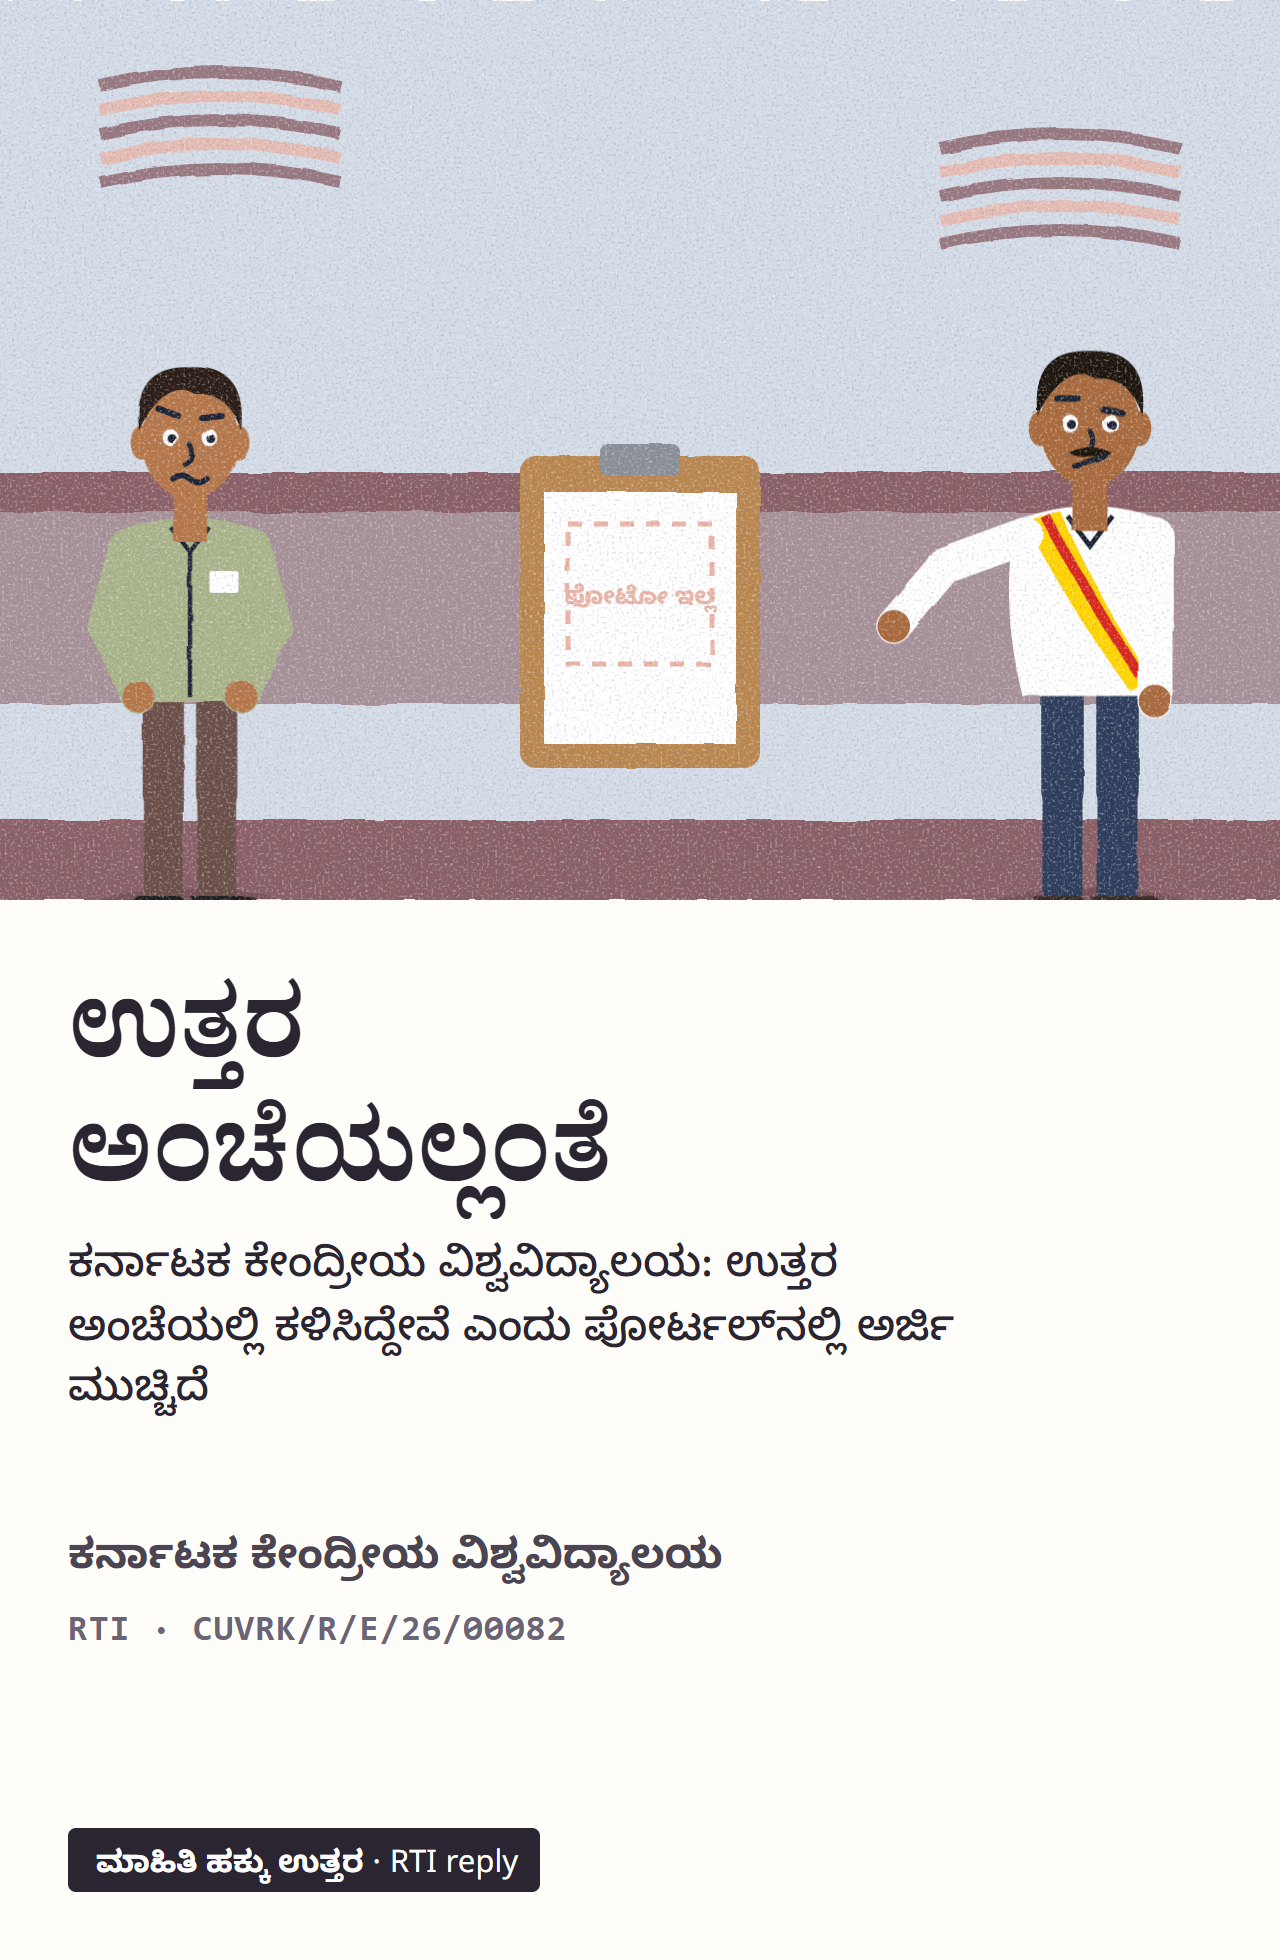 ಫೋಟೋ ಇಲ್ಲ
ಉತ್ತರ
ಅಂಚೆಯಲ್ಲಂತೆ
ಕರ್ನಾಟಕ ಕೇಂದ್ರೀಯ ವಿಶ್ವವಿದ್ಯಾಲಯ: ಉತ್ತರ
ಅಂಚೆಯಲ್ಲಿ ಕಳಿಸಿದ್ದೇವೆ ಎಂದು ಪೋರ್ಟಲ್‌ನಲ್ಲಿ ಅರ್ಜಿ
ಮುಚ್ಚಿದೆ
ಕರ್ನಾಟಕ ಕೇಂದ್ರೀಯ ವಿಶ್ವವಿದ್ಯಾಲಯ
RTI · CUVRK/R/E/26/00082
ಮಾಹಿತಿ ಹಕ್ಕು ಉತ್ತರ · RTI reply